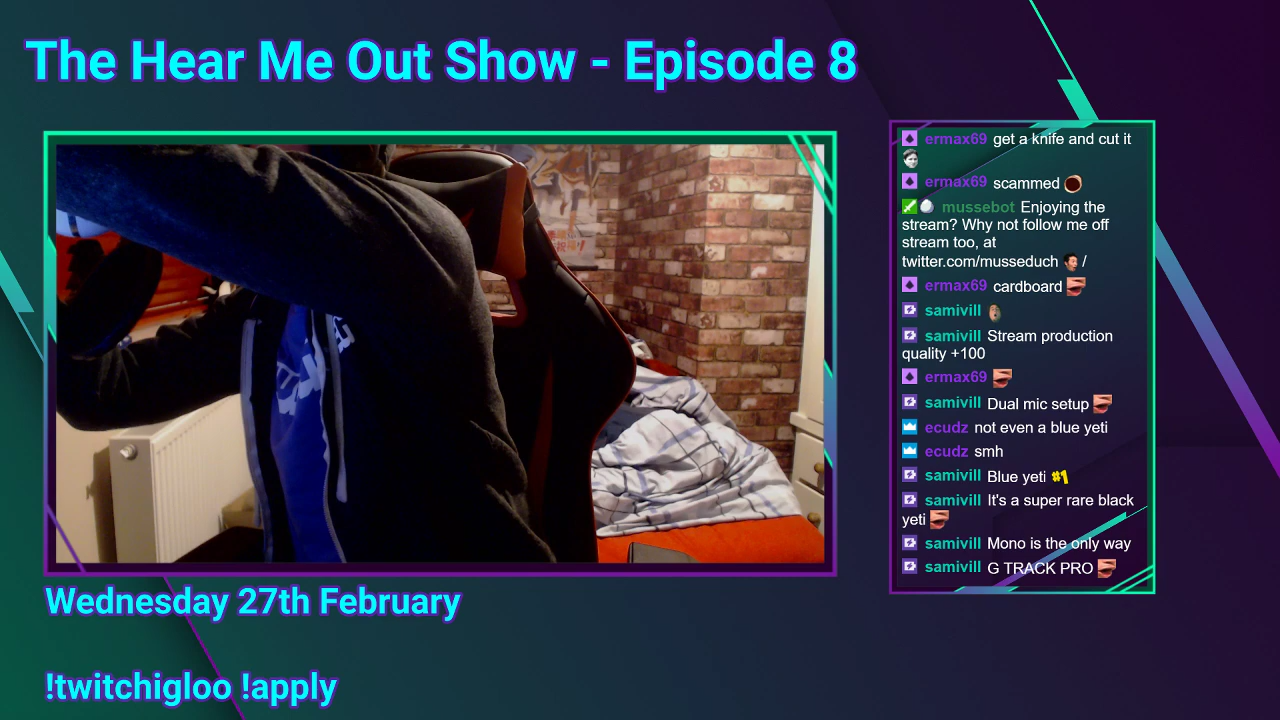 The Hear Me Out Show - Episode 8
ermax69 get a knife and cut it
ermax69 scammed
mussebot Enjoying the
stream? Why not follow me off
stream too, at
twitter.com/musseduch /
ermax69 cardboard
samivill
samivill Stream production
quality +100
ermax69
samivill Dual mic setup
ecudz not even a blue yeti
ecudz smh
samivill Blue yeti #1
samivill It's a super rare black
yeti
samivill Mono is the only way
samivill G TRACK PRO
Wednesday 27th February
!twitchigloo !apply